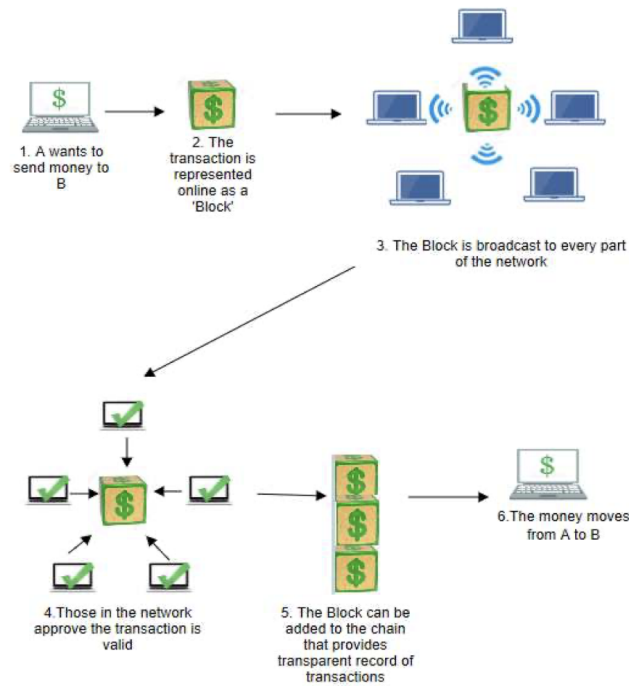 $
$
$
1. A wants to
send money to
B
2. The
transaction is
represented
online as a
'Block'
3. The Block is broadcast to every part
of the network
$
$
$
$
$
4.Those in the network
approve the transaction is
valid
5. The Block can be
added to the chain
that provides
transparent record of
transactions
6.The money moves
from A to B